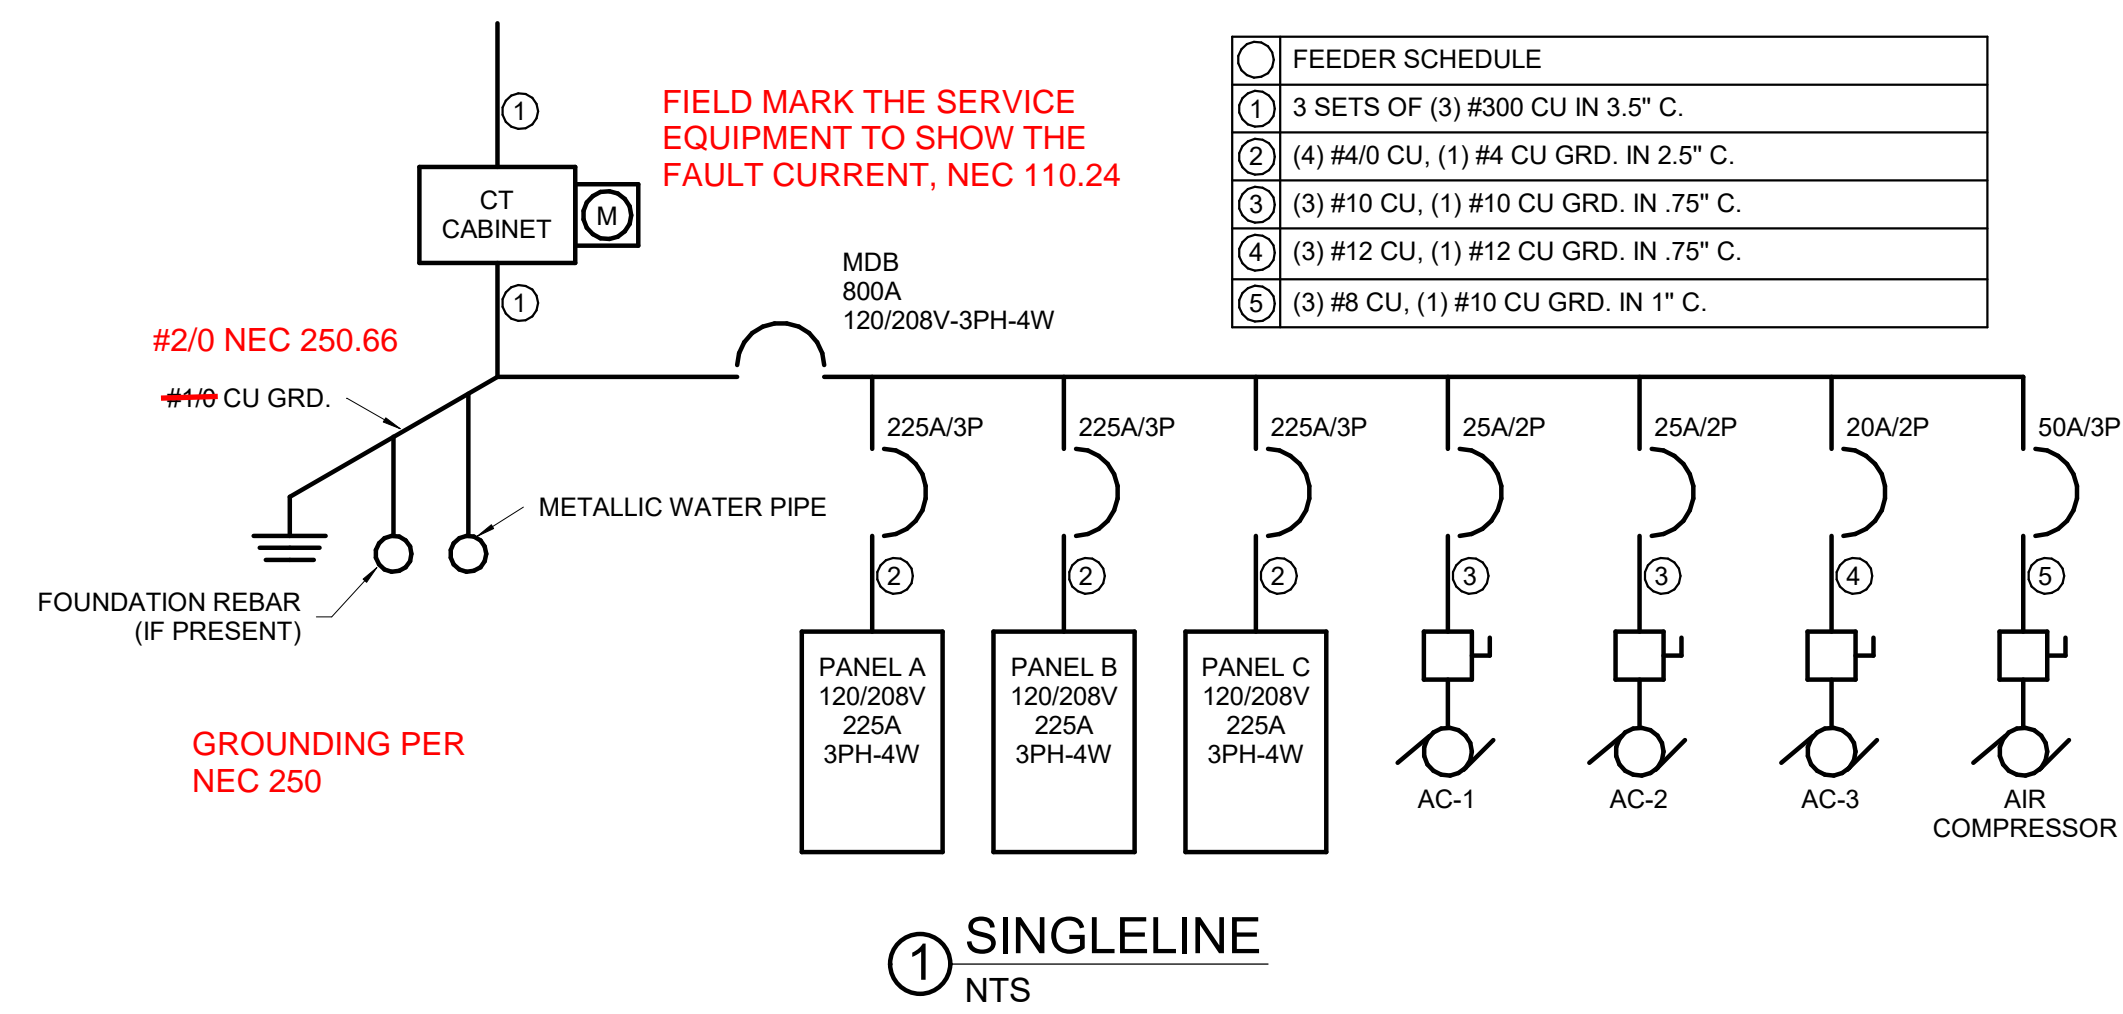 1
FIELD MARK THE SERVICE
EQUIPMENT TO SHOW THE
FAULT CURRENT, NEC 110.24
FEEDER SCHEDULE
1 3 SETS OF (3) #300 CU IN 3.5" C.
2 (4) #4/0 CU, (1) #4 CU GRD. IN 2.5" C.
3 (3) #10 CU, (1) #10 CU GRD. IN .75" C.
4 (3) #12 CU, (1) #12 CU GRD. IN .75" C.
5 (3) #8 CU, (1) #10 CU GRD. IN 1" C.
CT
CABINET
M
1
MDB
800A
120/208V-3PH-4W
#2/0 NEC 250.66
#1/0 CU GRD.
METALLIC WATER PIPE
FOUNDATION REBAR
(IF PRESENT)
GROUNDING PER
NEC 250
225A/3P
225A/3P
225A/3P
25A/2P
25A/2P
20A/2P
50A/3P
2
2
2
3
3
4
5
PANEL A
120/208V
225A
3PH-4W
PANEL B
120/208V
225A
3PH-4W
PANEL C
120/208V
225A
3PH-4W
AC-1
AC-2
AC-3
AIR
COMPRESSOR
1 SINGLELINE
NTS